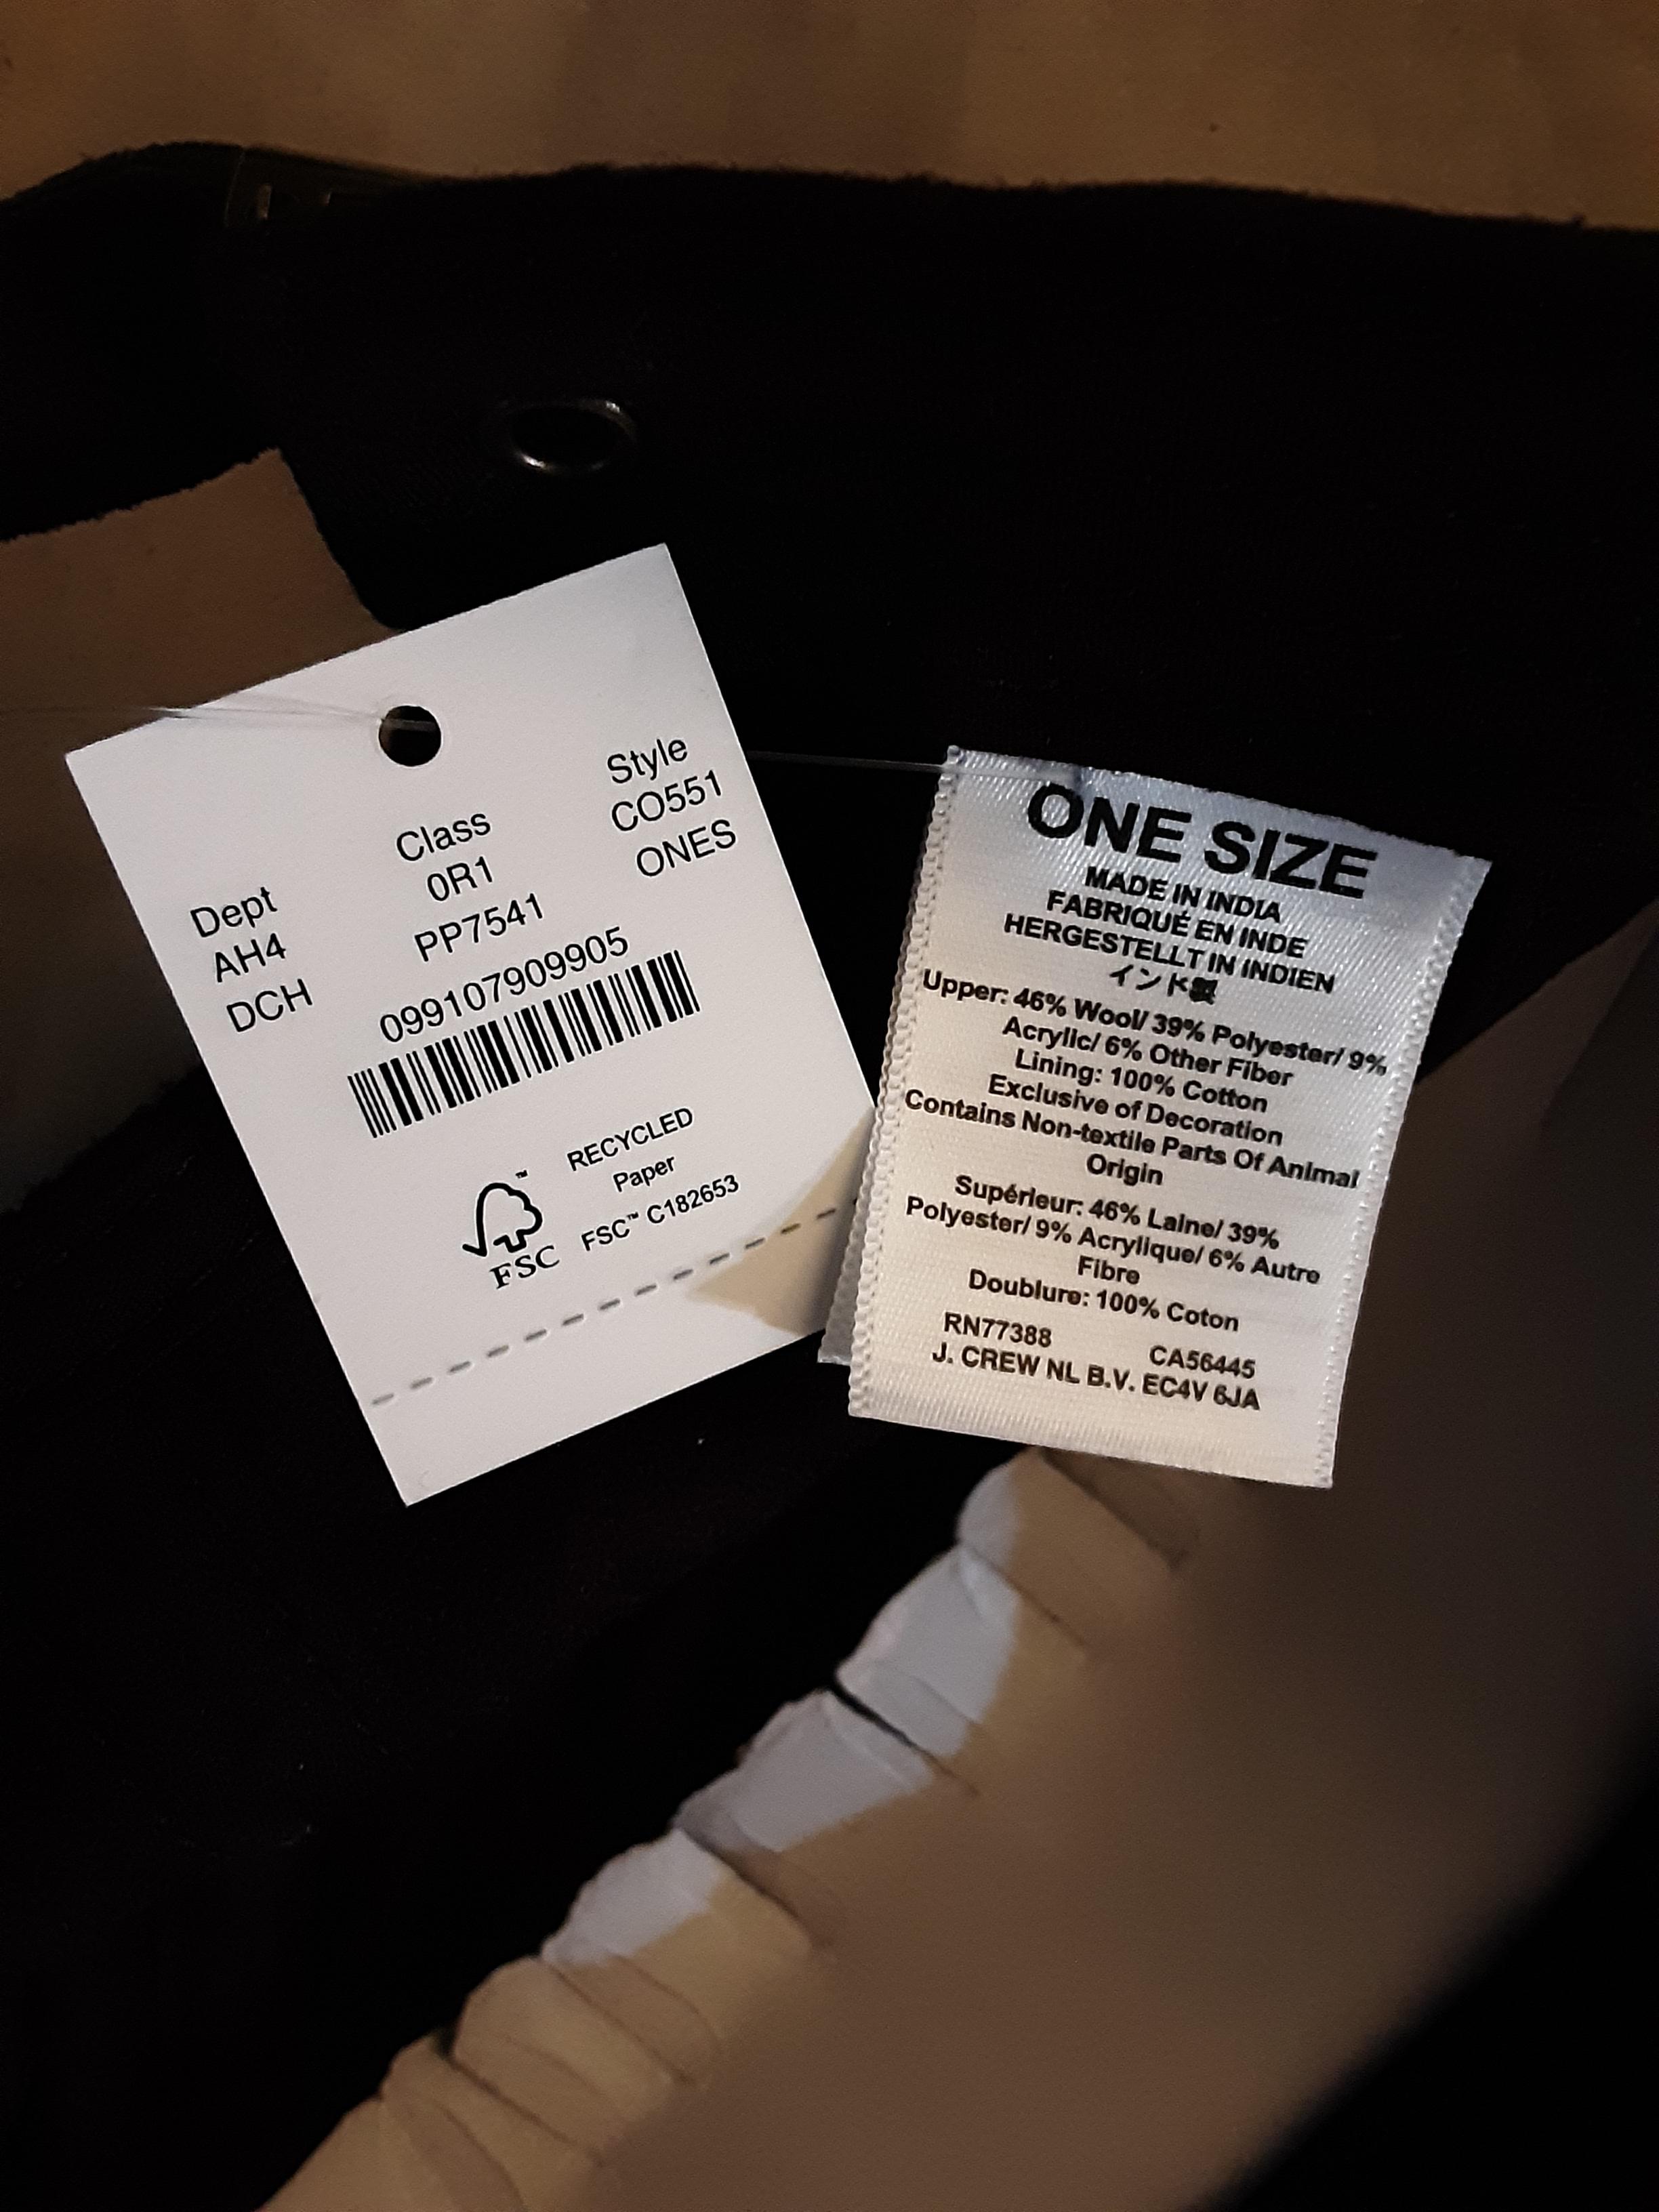 Dept
Class
Style
AH4
0R1
CO551
DCH
PP7541
ONES
099107909905
RECYCLED
Paper
FSC™ C182653
™
FSC
ONE SIZE
MADE IN INDIA
FABRIQUÉ EN INDE
HERGESTELLT IN INDIEN
インド製
Upper: 46% Wool/ 39% Polyester/ 9%
Acrylic/ 6% Other Fiber
Lining: 100% Cotton
Exclusive of Decoration
Contains Non-textile Parts Of Animal
Origin
Supérieur: 46% Laine/ 39%
Polyester/ 9% Acrylique/ 6% Autre
Fibre
Doublure: 100% Coton
RN77388 CA56445
J. CREW NL B.V. EC4V 6JA